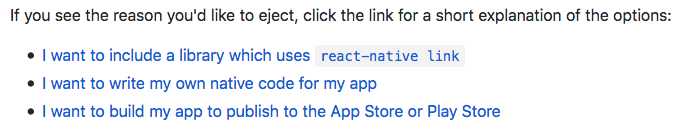 If you see the reason you'd like to eject, click the link for a short explanation of the options:
• I want to include a library which uses react-native link
• I want to write my own native code for my app
• I want to build my app to publish to the App Store or Play Store